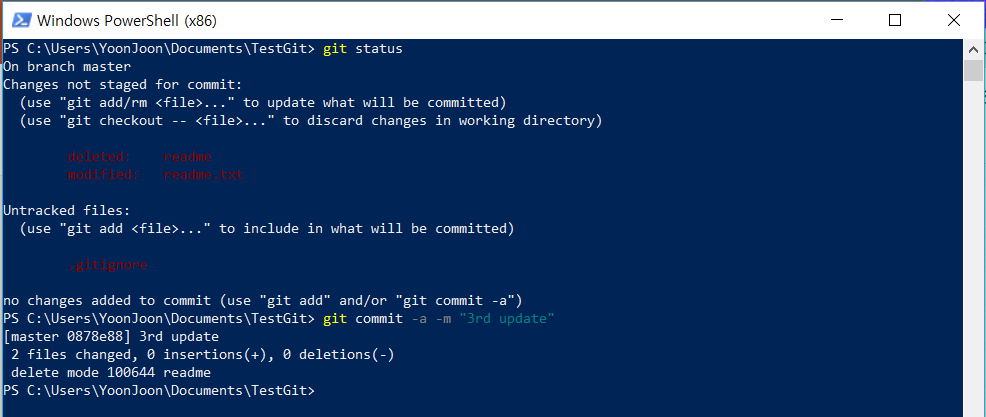 Windows PowerShell (x86)
PS C:\Users\YoonJoon\Documents\TestGit> git status
On branch master
Changes not staged for commit:
  (use "git add/rm <file>..." to update what will be committed)
  (use "git checkout -- <file>..." to discard changes in working directory)
        deleted:    readme
        modified:   readme.txt
Untracked files:
  (use "git add <file>..." to include in what will be committed)
        .gitignore
no changes added to commit (use "git add" and/or "git commit -a")
PS C:\Users\YoonJoon\Documents\TestGit> git commit -a -m "3rd update"
[master 0878e88] 3rd update
 2 files changed, 0 insertions(+), 0 deletions(-)
 delete mode 100644 readme
PS C:\Users\YoonJoon\Documents\TestGit>